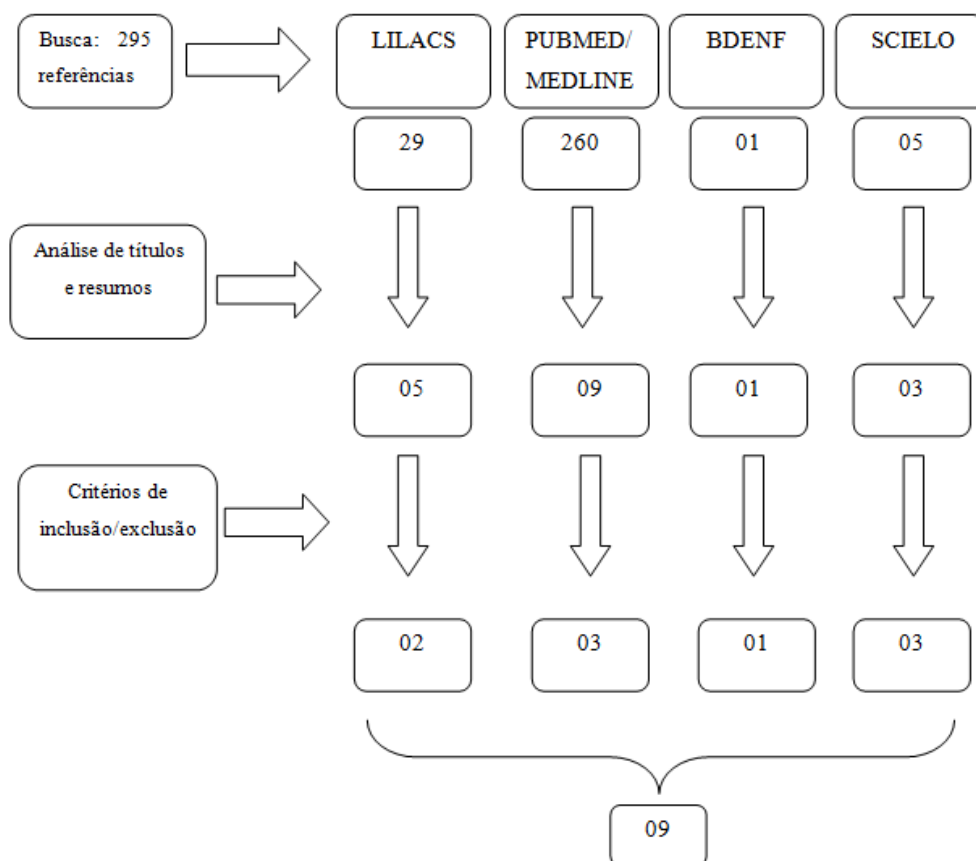 Busca: 295
referências
LILACS
PUBMED/
MEDLINE
BDENF
SCIELO
29
260
01
05
Análise de títulos
e resumos
05
09
01
03
Critérios de
inclusão/exclusão
02
03
01
03
09